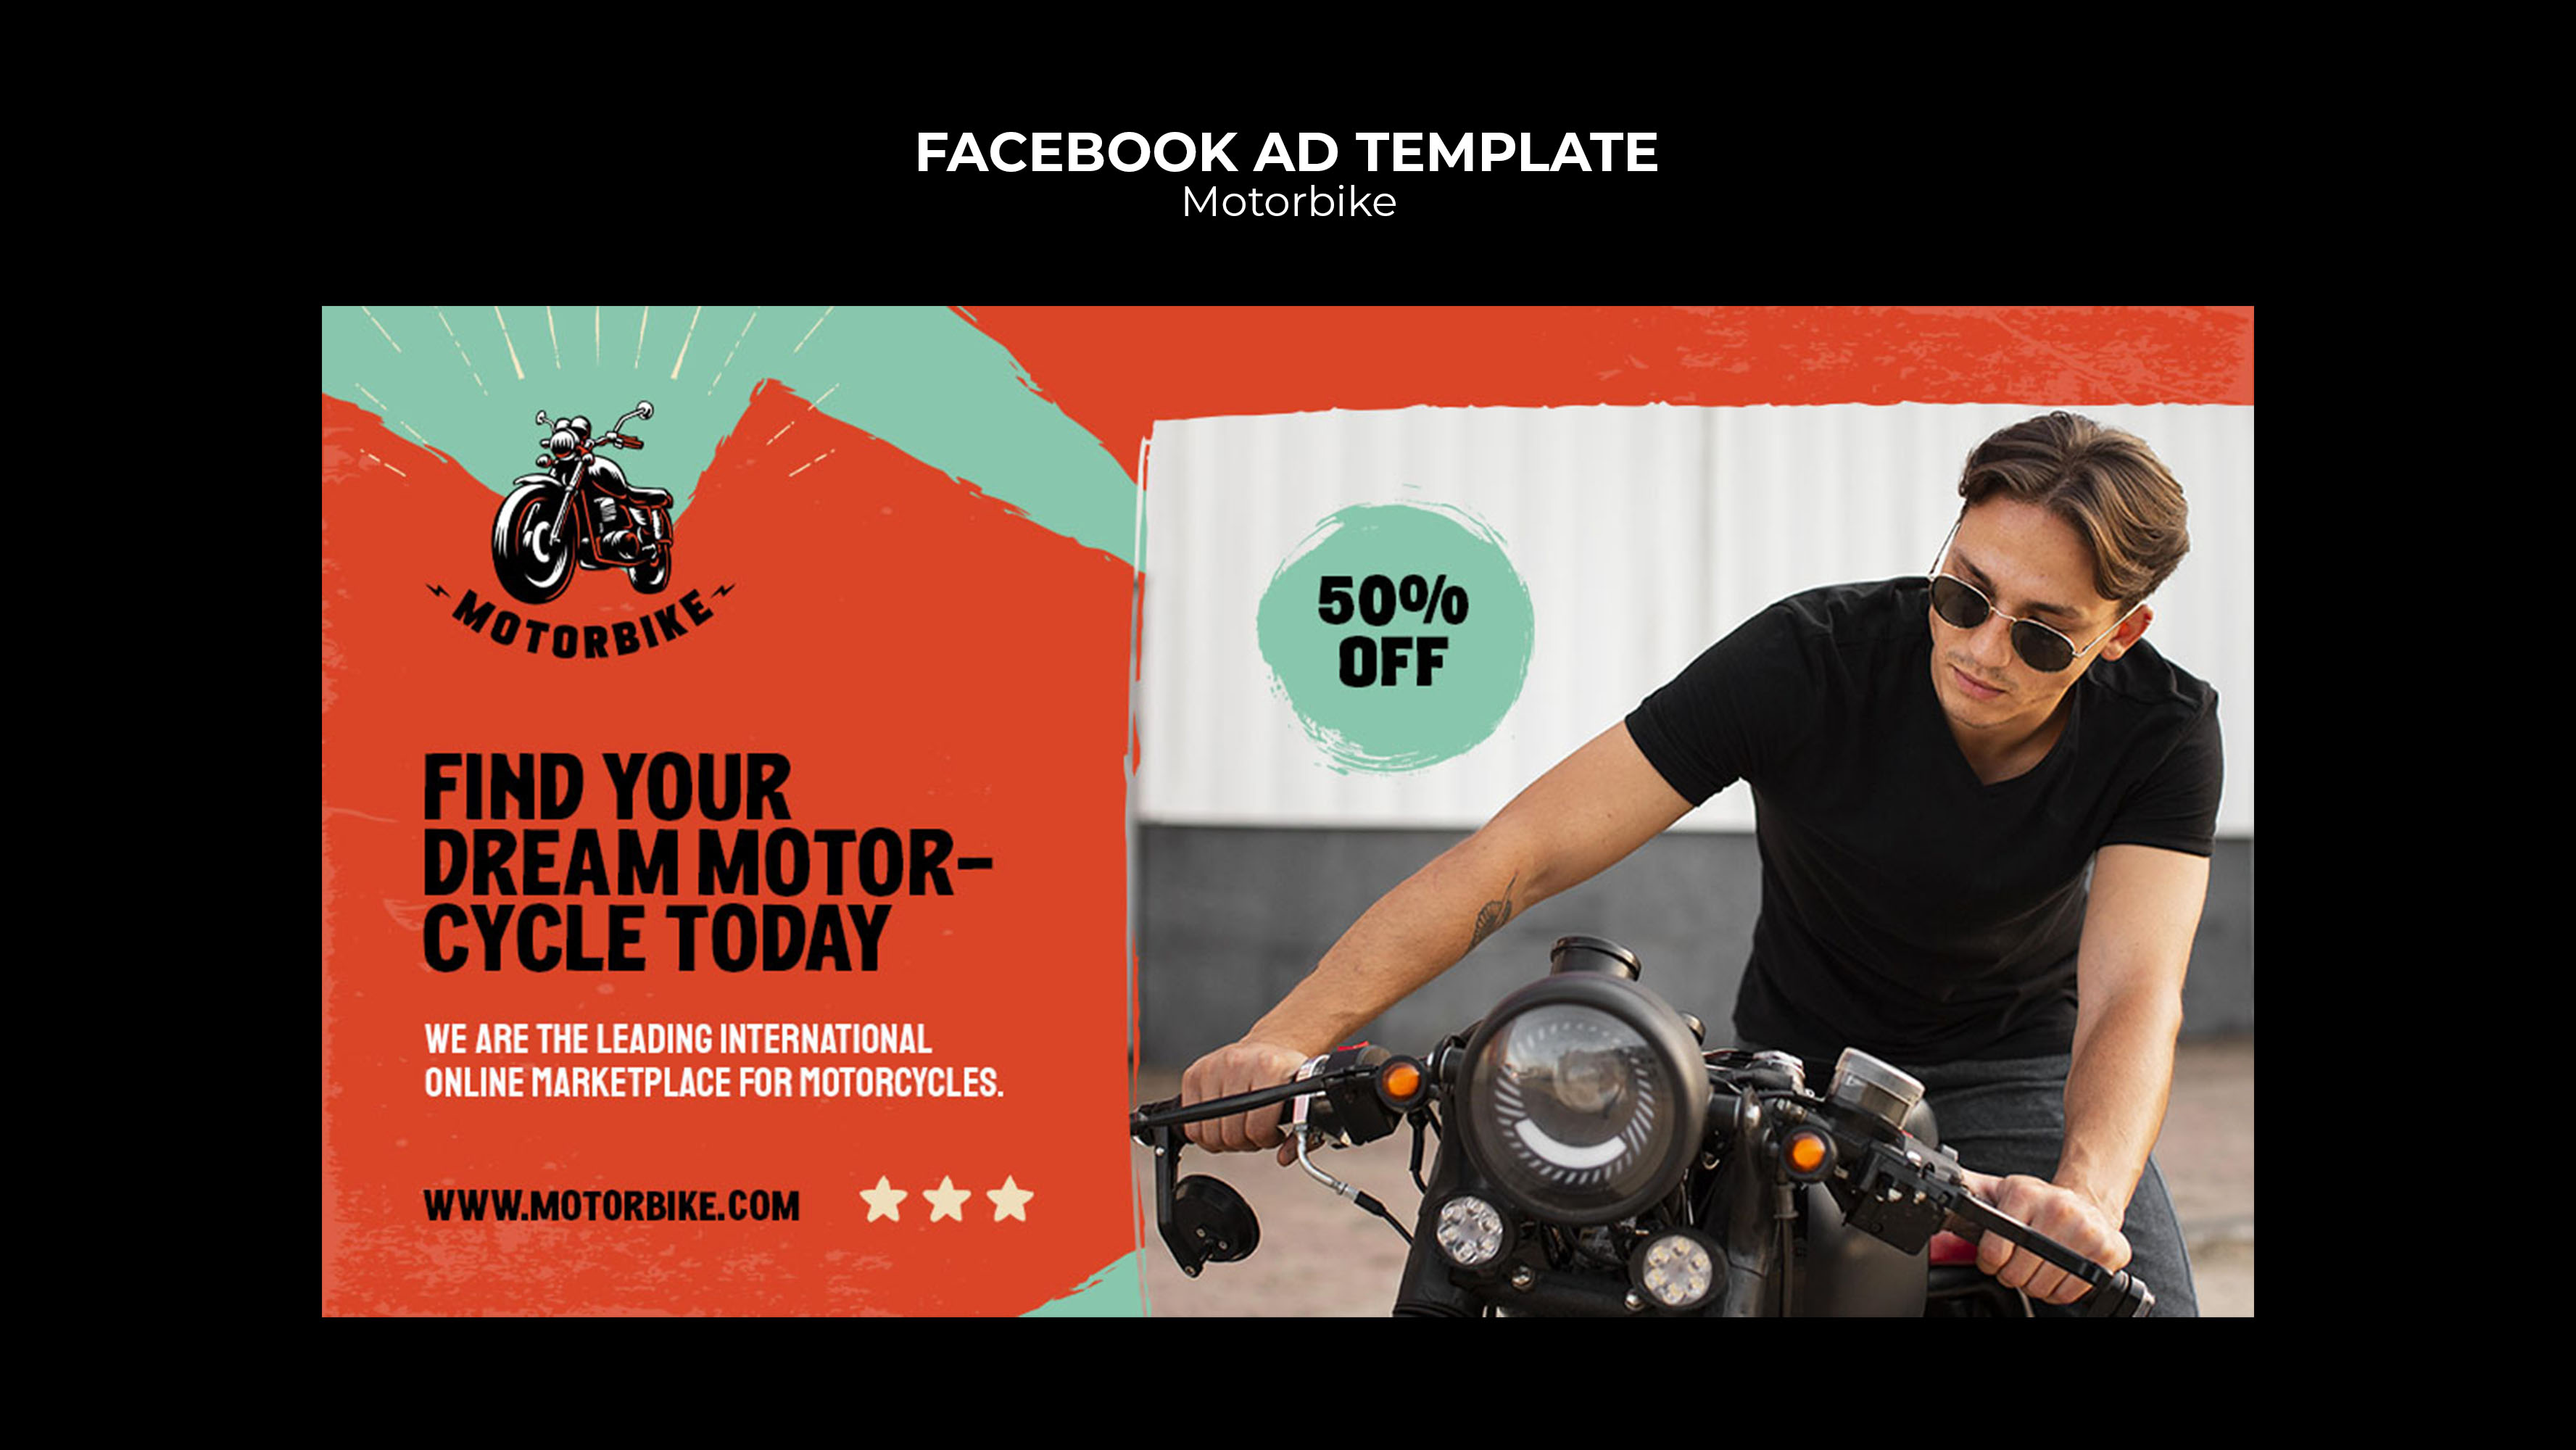 FACEBOOK AD TEMPLATE
Motorbike
MOTORBIKE
50%
OFF
FIND YOUR
DREAM MOTOR-
CYCLE TODAY
WE ARE THE LEADING INTERNATIONAL
ONLINE MARKETPLACE FOR MOTORCYCLES.
WWW.MOTORBIKE.COM